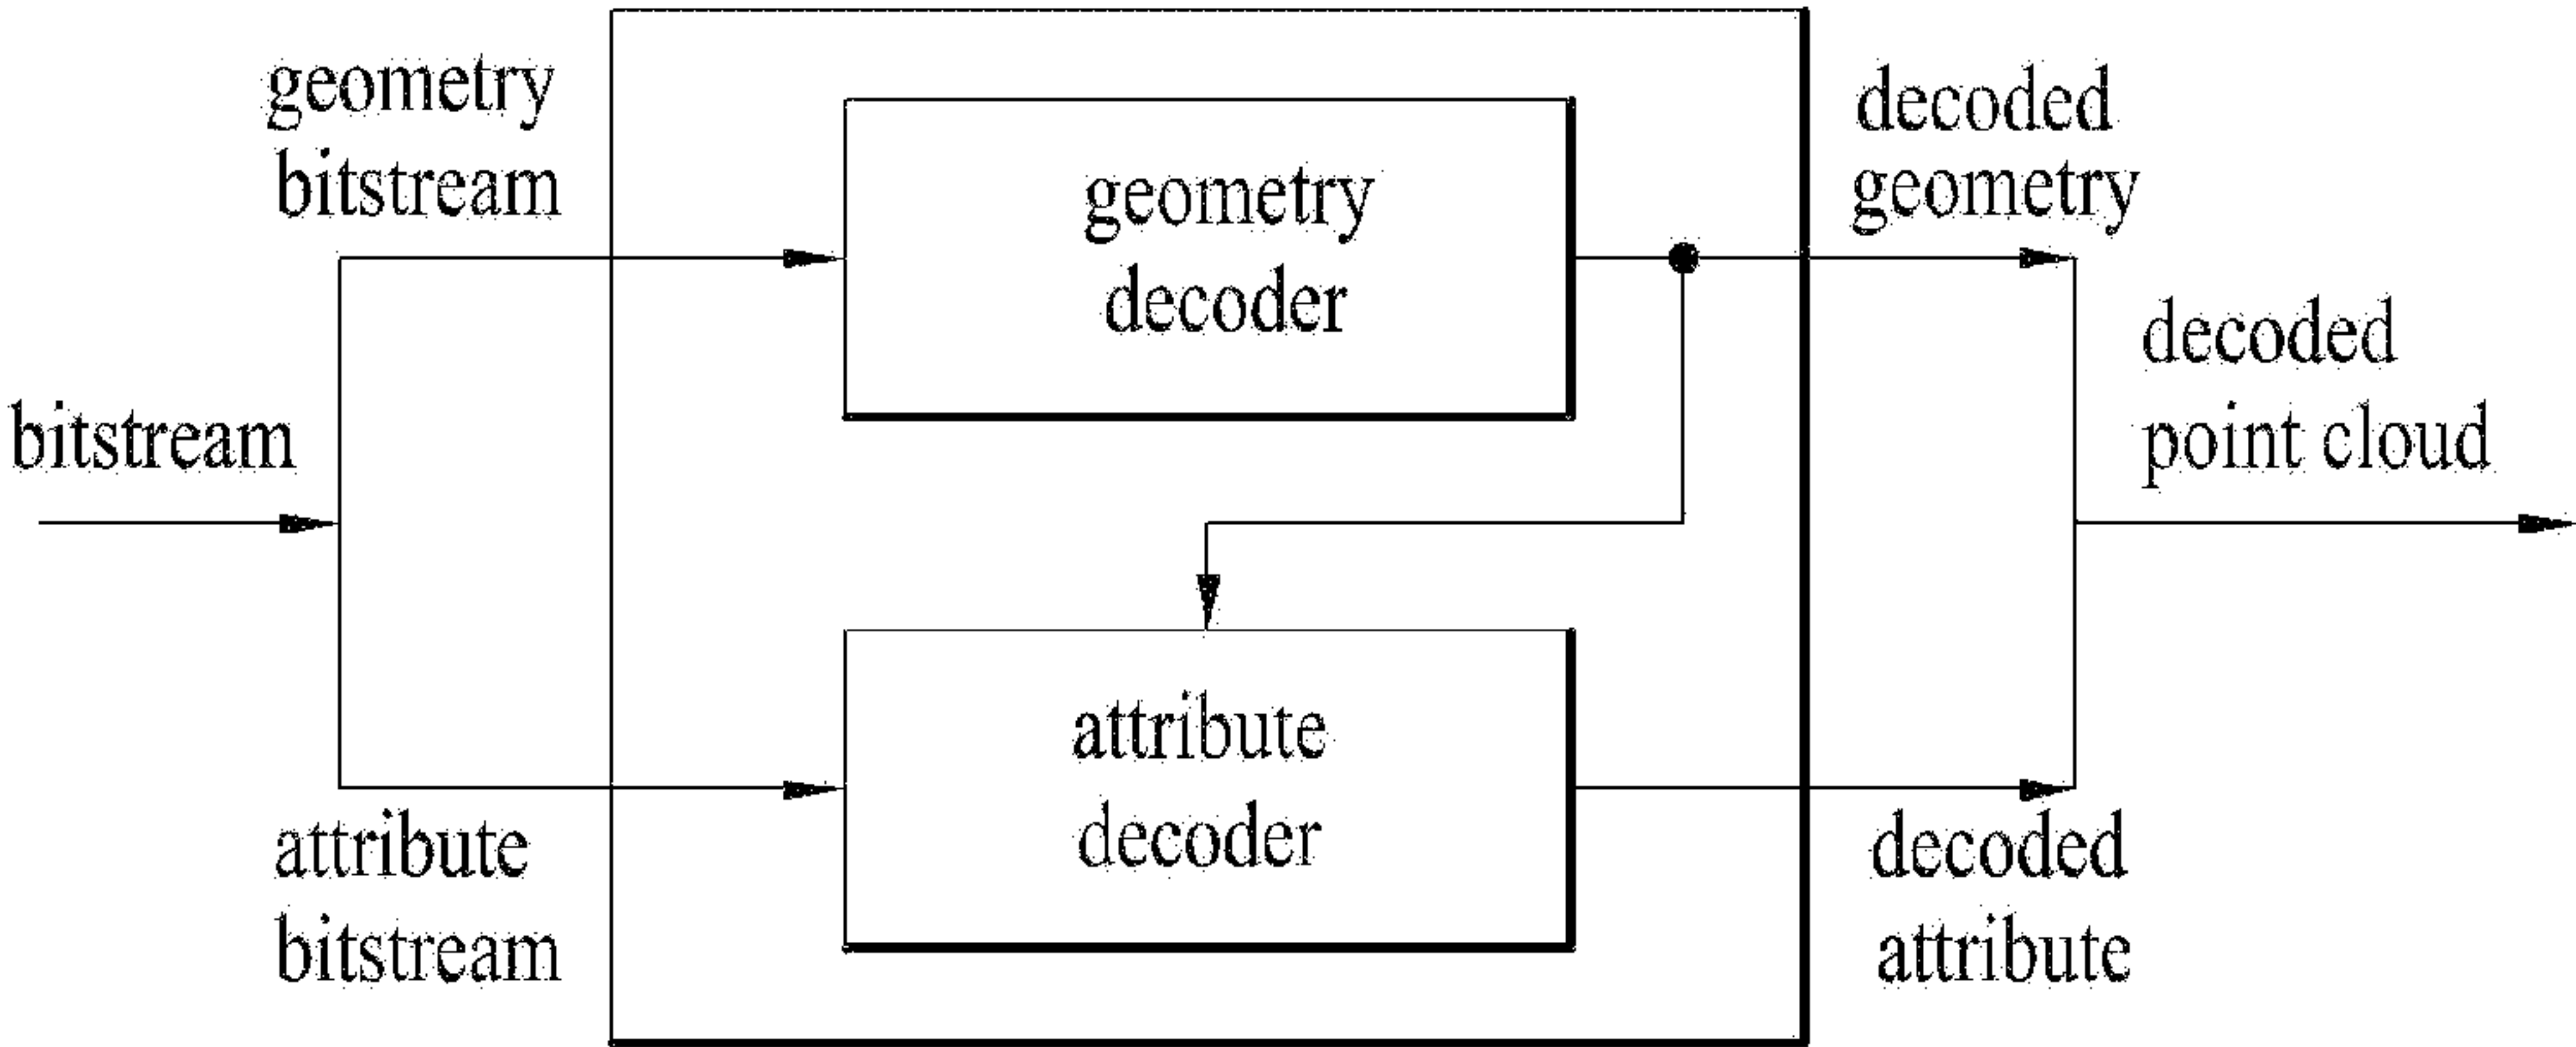 geometry
bitstream
bitstream
attribute
bitstream
geometry
decoder
attribute
decoder
decoded
geometry
decoded
point cloud
decoded
attribute